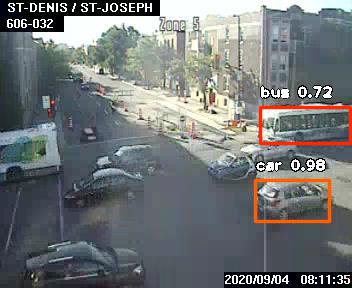 ST-DENIS / ST-JOSEPH
606-032
Zone 5
bus 0.72
car 0.98
2020/09/04 08:11:35